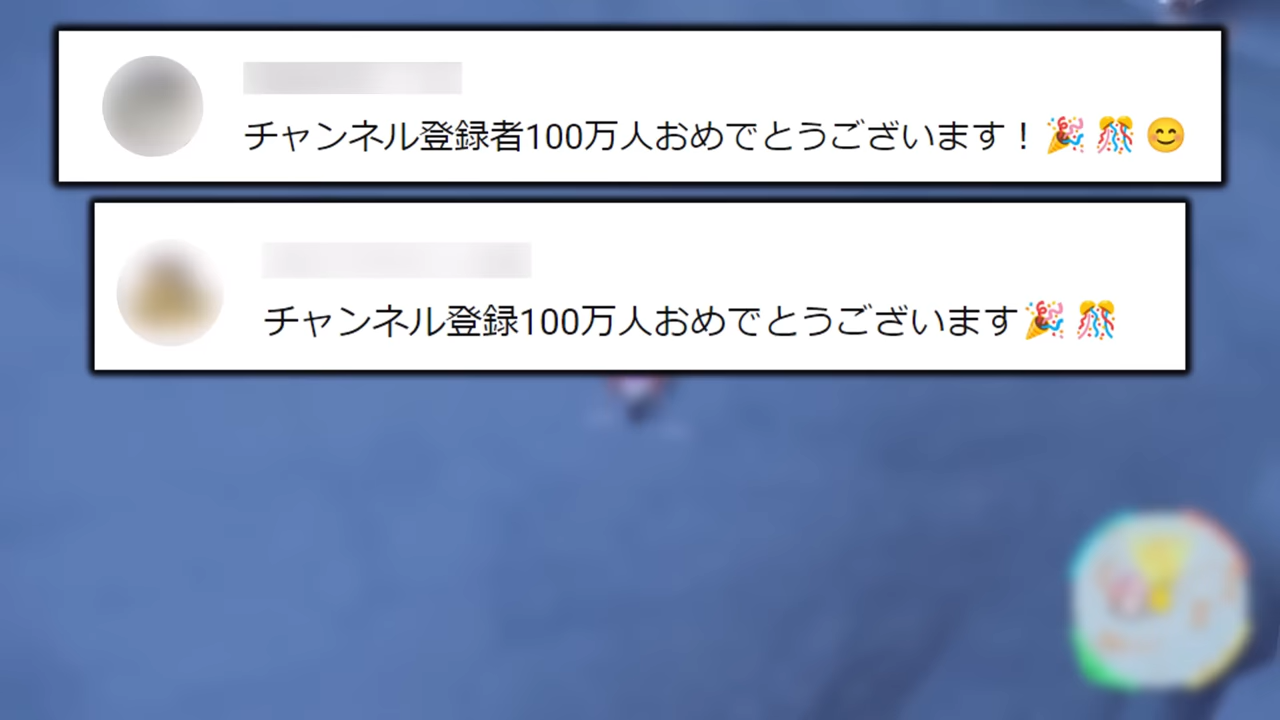 チャンネル登録者100万人おめでとうございます！🎉🎊😊
チャンネル登録100万人おめでとうございます🎉🎊